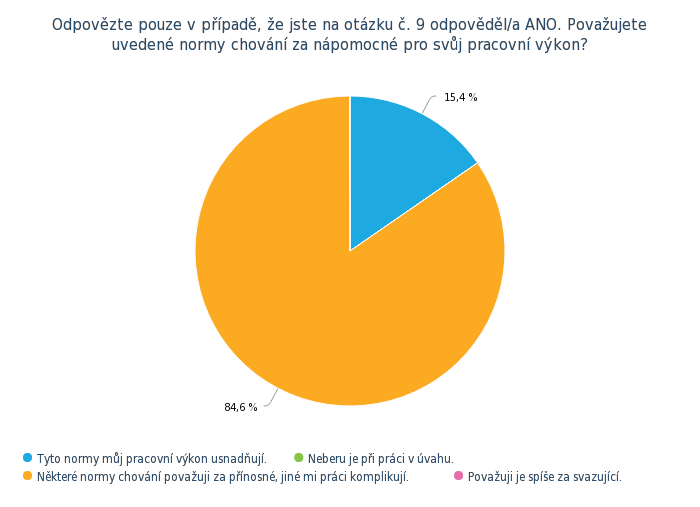 Odpovězte pouze v případě, že jste na otázku č. 9 odpověděl/a ANO. Považujete
uvedené normy chování za nápomocné pro svůj pracovní výkon?
15,4 %
84,6 %
Tyto normy můj pracovní výkon usnadňují.
Neberu je při práci v úvahu.
Některé normy chování považuji za přínosné, jiné mi práci komplikují.
Považuji je spíše za svazující.